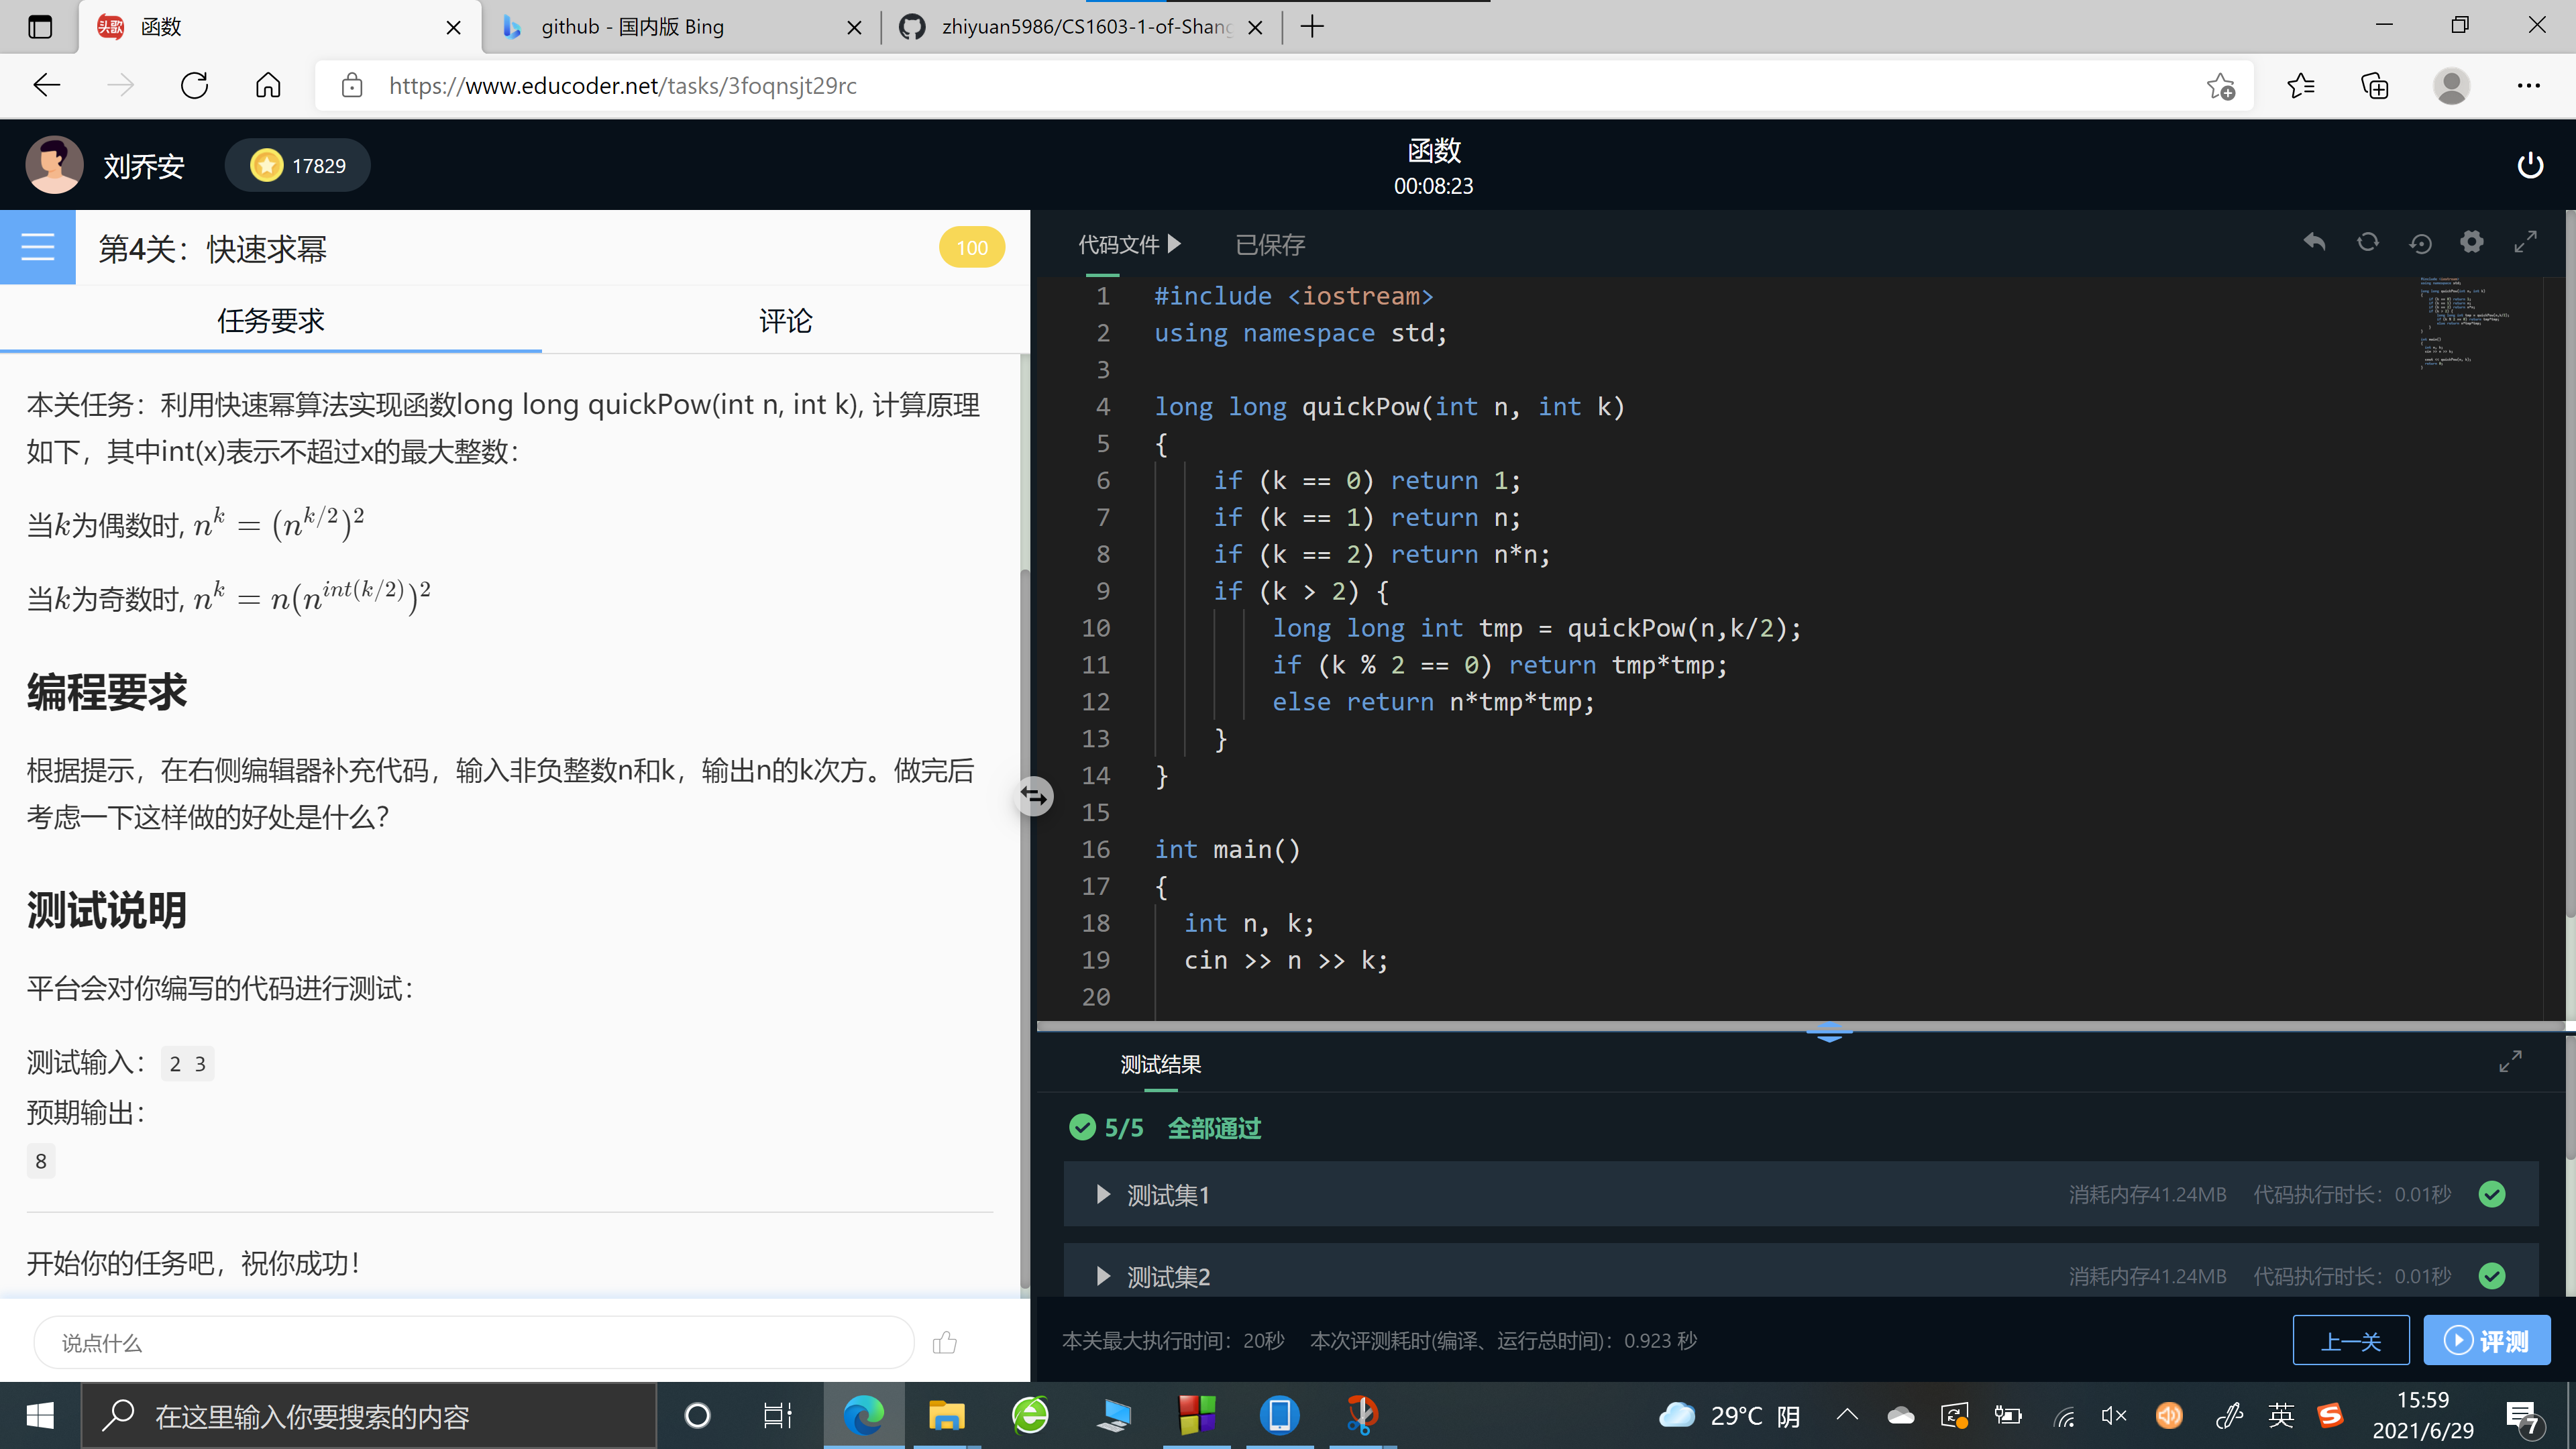 函数
github - 国内版 Bing
zhiyuan5986/CS1603-1-of-Shang
https://www.educoder.net/tasks/3foqnsjt29rc
刘乔安
17829
函数
00:08:23
第4关：快速求幂
100
任务要求
评论
本关任务：利用快速幂算法实现函数long long quickPow(int n, int k), 计算原理
如下，其中int(x)表示不超过x的最大整数：
当k为偶数时, n^k = (n^{k/2})^2
当k为奇数时, n^k = n(n^{int(k/2)})^2
编程要求
根据提示，在右侧编辑器补充代码，输入非负整数n和k，输出n的k次方。做完后
考虑一下这样做的好处是什么？
测试说明
平台会对你编写的代码进行测试：
测试输入：2 3
预期输出：
8
开始你的任务吧，祝你成功！
说点什么
代码文件
已保存
1 #include <iostream>
2 using namespace std;
3
4 long long quickPow(int n, int k)
5 {
6 if (k == 0) return 1;
7 if (k == 1) return n;
8 if (k == 2) return n*n;
9 if (k > 2) {
10 long long int tmp = quickPow(n,k/2);
11 if (k % 2 == 0) return tmp*tmp;
12 else return n*tmp*tmp;
13 }
14 }
15
16 int main()
17 {
18 int n, k;
19 cin >> n >> k;
20
测试结果
5/5 全部通过
测试集1 消耗内存41.24MB 代码执行时长：0.01秒
测试集2 消耗内存41.24MB 代码执行时长：0.01秒
本关最大执行时间：20秒 本次评测耗时(编译、运行总时间)：0.923 秒
上一关
评测
在这里输入你要搜索的内容
29°C 阴
英
15:59
2021/6/29
7